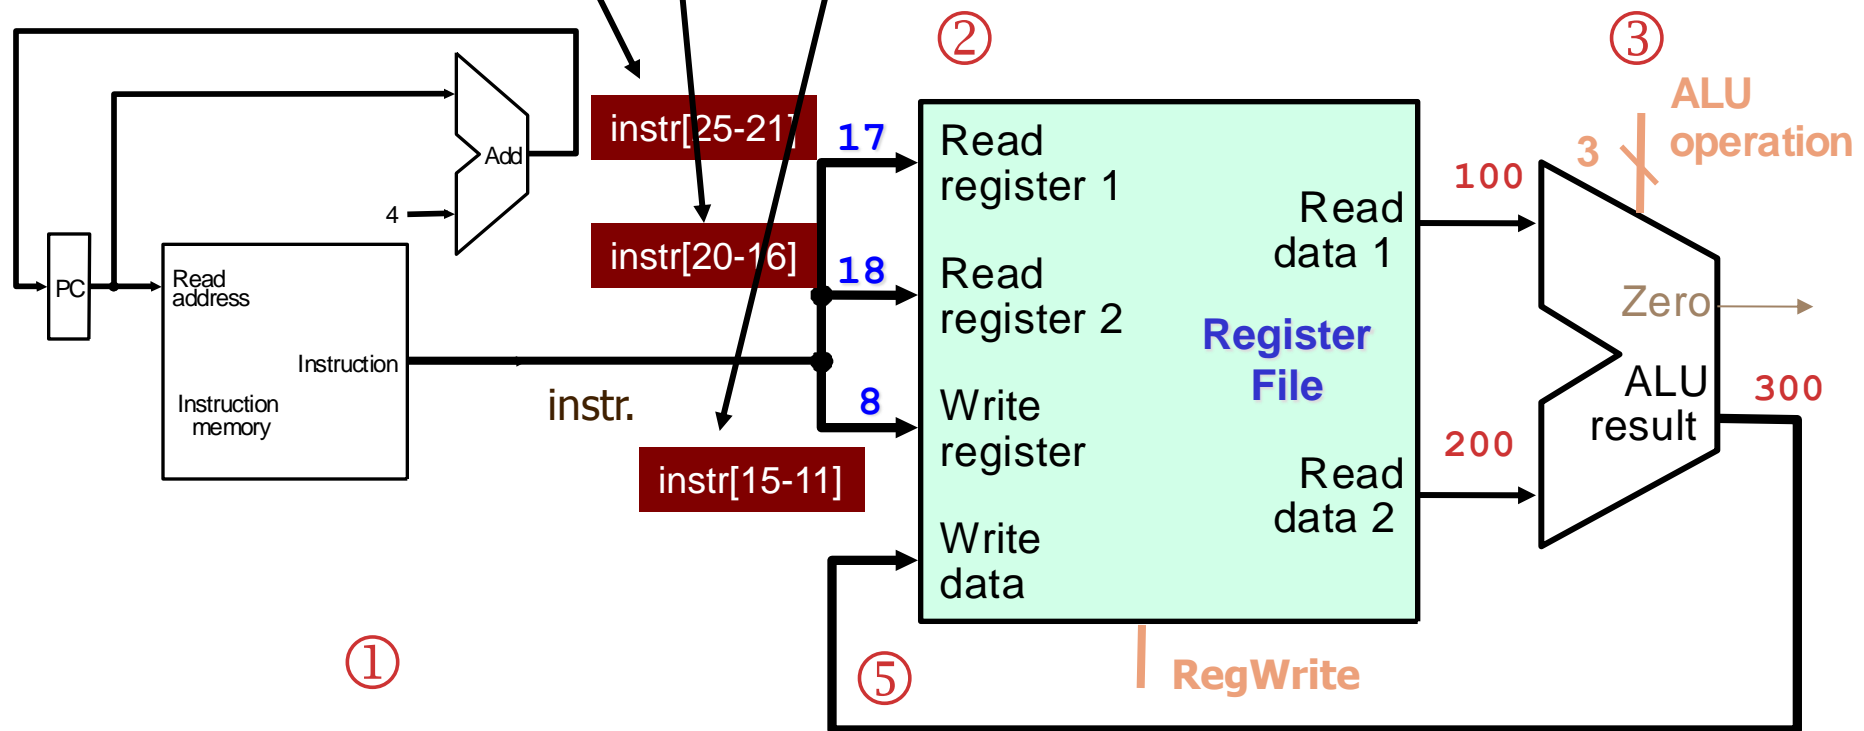 ②
③
ALU
operation
3
instr[25-21]
17
Read
register 1
100
Add
4
Read
data 1
instr[20-16]
18
Read
register 2
PC
Read
address
Zero
Register
File
Instruction
instr.
8
Write
register
ALU
result
300
Instruction
memory
200
instr[15-11]
Read
data 2
Write
data
①
⑤
RegWrite